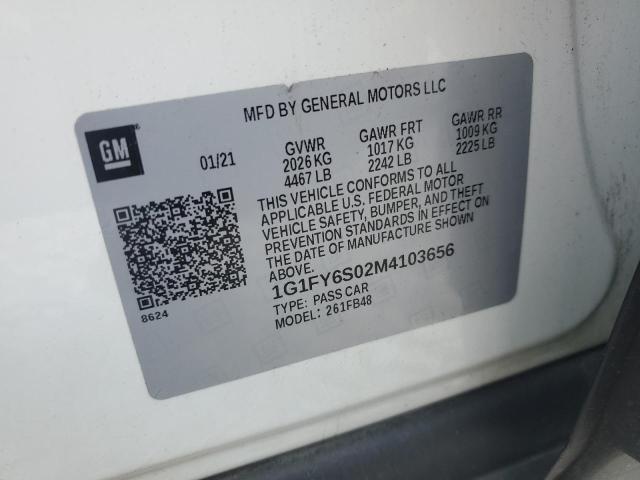 MFD BY GENERAL MOTORS LLC
GM
01/21
GVWR
2026 KG
4467 LB
GAWR FRT
1017 KG
2242 LB
GAWR RR
1009 KG
2225 LB
THIS VEHICLE CONFORMS TO ALL
APPLICABLE U.S. FEDERAL MOTOR
VEHICLE SAFETY, BUMPER, AND THEFT
PREVENTION STANDARDS IN EFFECT ON
THE DATE OF MANUFACTURE SHOWN
ABOVE.
1G1FY6S02M4103656
TYPE: PASS CAR
MODEL: 261FB48
8624